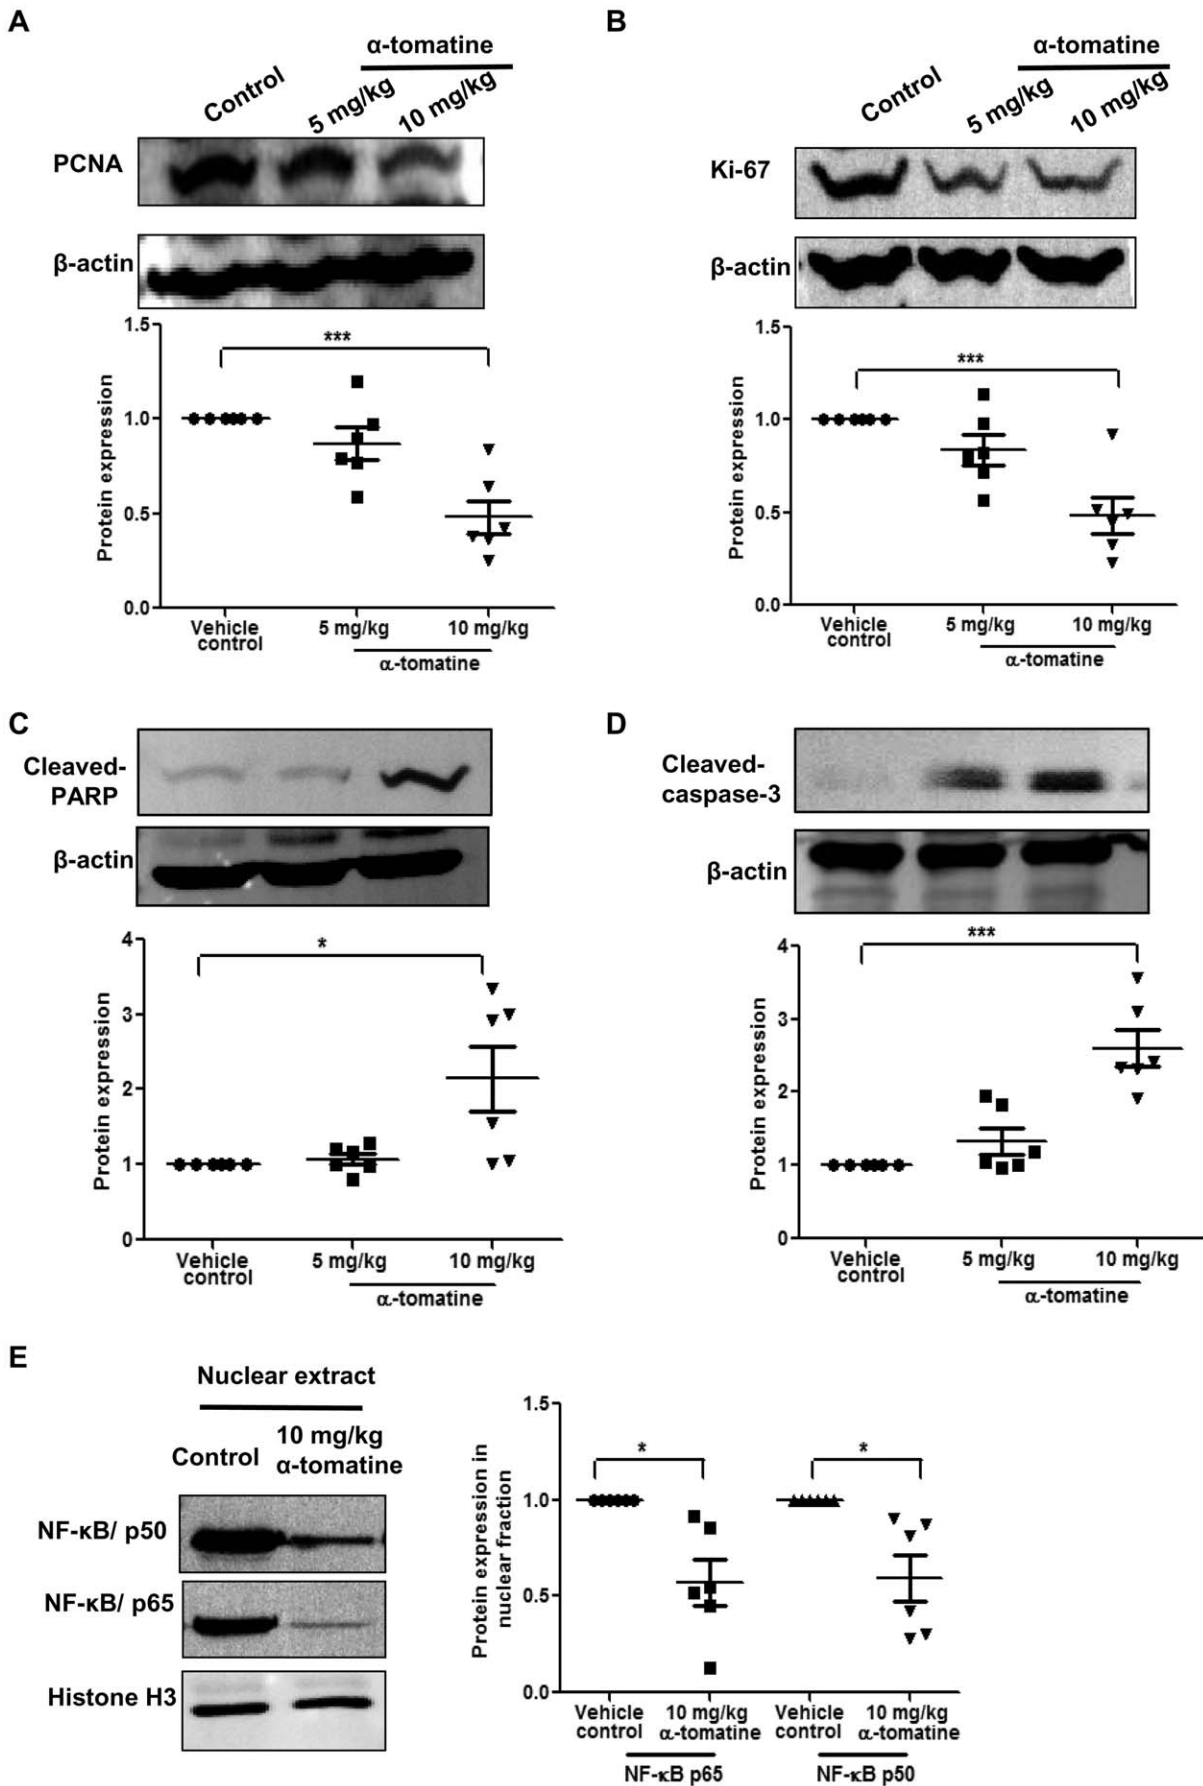 A
α-tomatine
Control
5 mg/kg
10 mg/kg
PCNA
β-actin
Protein expression
1.5
1.0
0.5
0.0
***
Vehicle
control
5 mg/kg
10 mg/kg
α-tomatine
B
α-tomatine
Control
5 mg/kg
10 mg/kg
Ki-67
β-actin
Protein expression
1.5
1.0
0.5
0.0
***
Vehicle
control
5 mg/kg
10 mg/kg
α-tomatine
C
Cleaved-
PARP
β-actin
Protein expression
4
3
2
1
0
*
Vehicle
control
5 mg/kg
10 mg/kg
α-tomatine
D
Cleaved-
caspase-3
β-actin
Protein expression
4
3
2
1
0
***
Vehicle
control
5 mg/kg
10 mg/kg
α-tomatine
E
Nuclear extract
Control
10 mg/kg
α-tomatine
NF-κB/ p50
NF-κB/ p65
Histone H3
Protein expression in
nuclear fraction
1.5
1.0
0.5
0.0
*
*
Vehicle
control
10 mg/kg
α-tomatine
Vehicle
control
10 mg/kg
α-tomatine
NF-κB p65
NF-κB p50